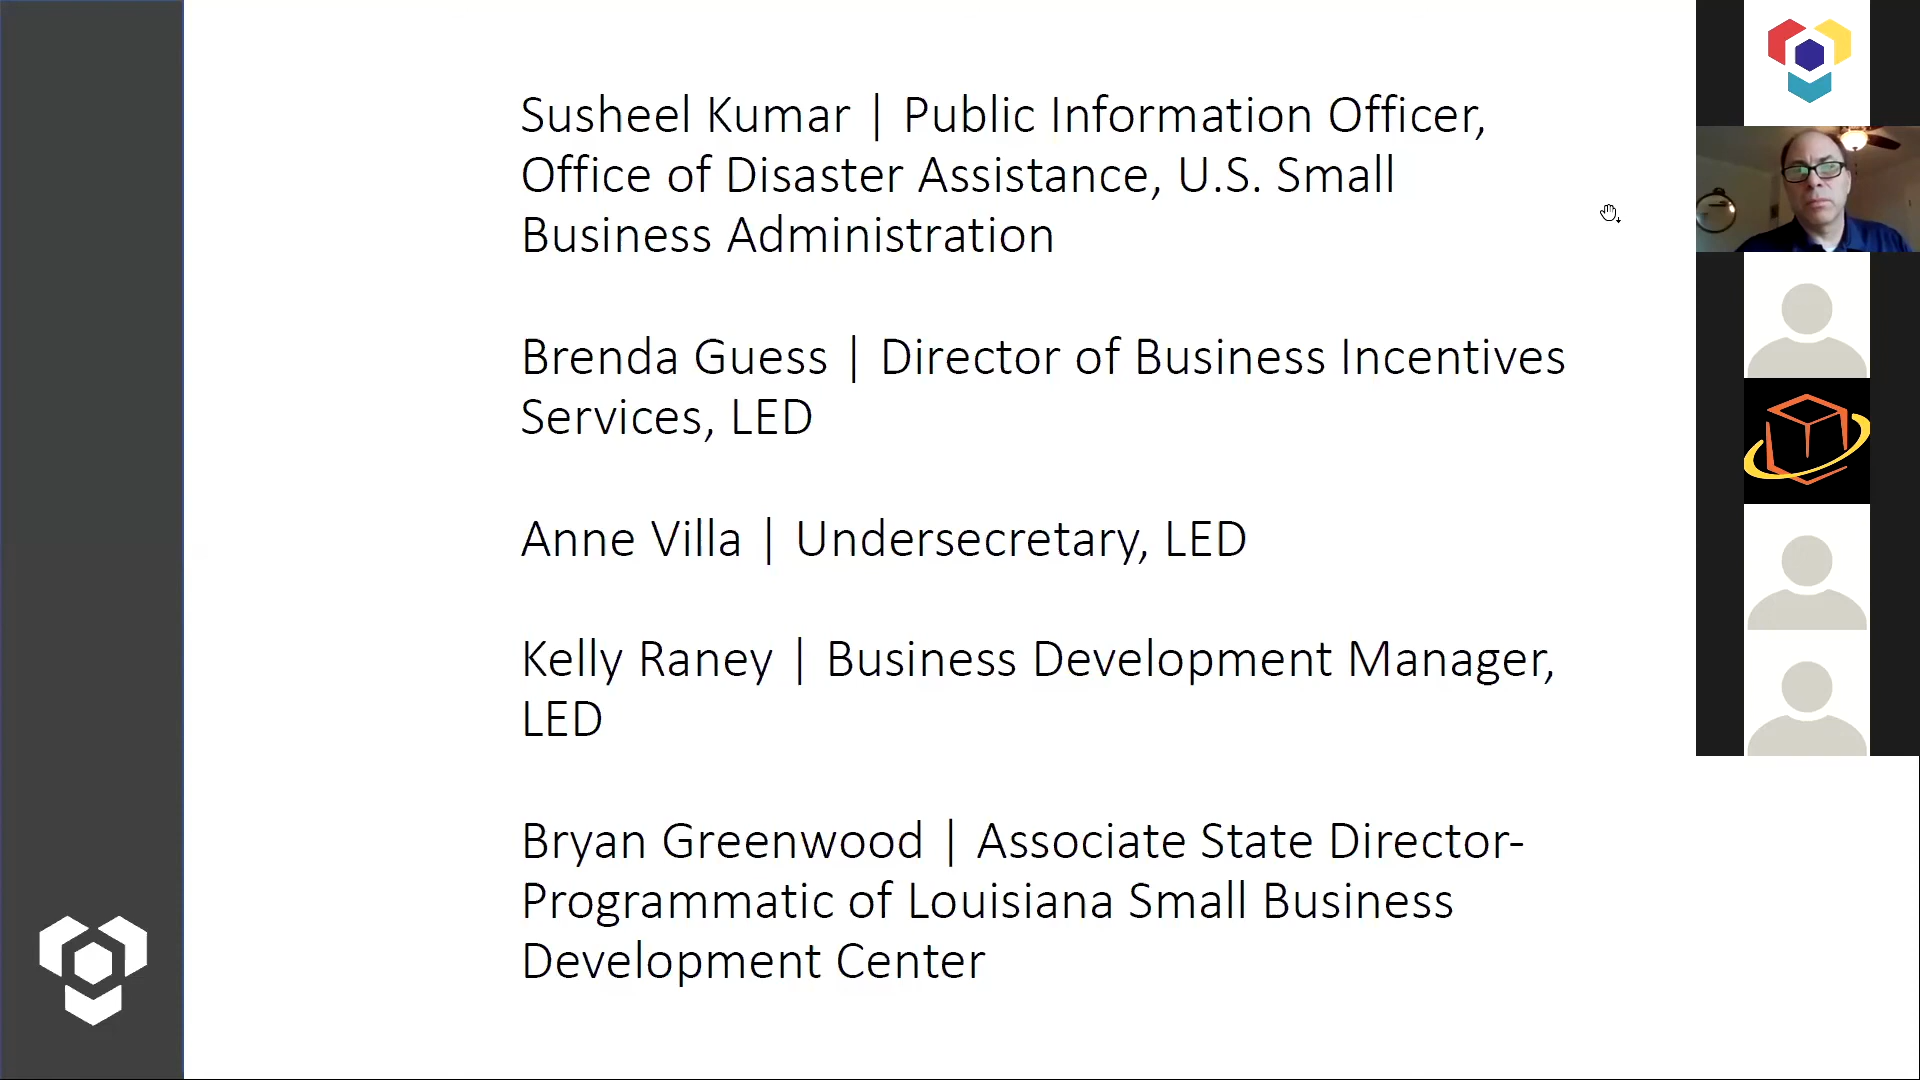 Susheel Kumar | Public Information Officer,
Office of Disaster Assistance, U.S. Small
Business Administration
Brenda Guess | Director of Business Incentives
Services, LED
Anne Villa | Undersecretary, LED
Kelly Raney | Business Development Manager,
LED
Bryan Greenwood | Associate State Director-
Programmatic of Louisiana Small Business
Development Center